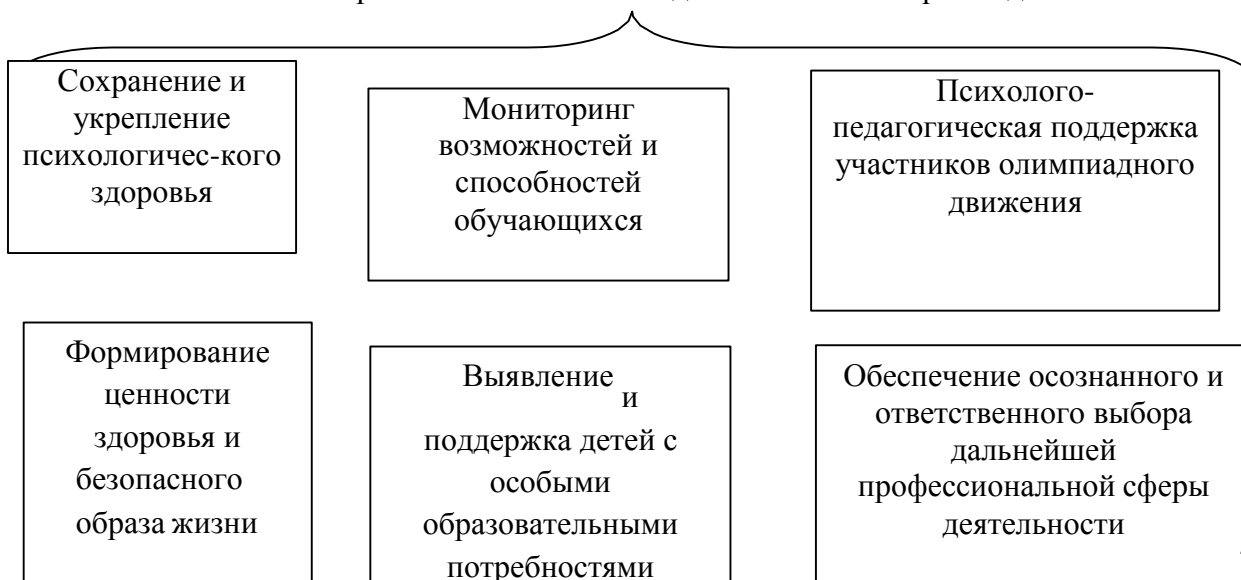 Сохранение и
укрепление
психологичес-кого
здоровья
Мониторинг
возможностей и
способностей
обучающихся
Психолого-
педагогическая поддержка
участников олимпиадного
движения
Формирование
ценности
здоровья и
безопасного
образа жизни
Выявление и
поддержка детей с
особыми
образовательными
потребностями
Обеспечение осознанного и
ответственного выбора
дальнейшей
профессиональной сферы
деятельности